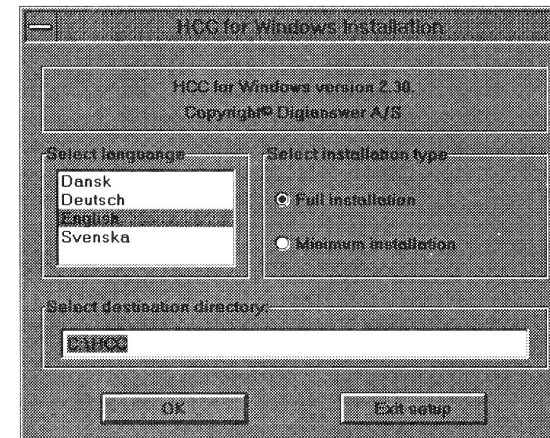 HCC for Windows Installation
HCC for Windows version 2.30.
Copyright© Digianswer A/S
Select languange
Dansk
Deutsch
English
Svenska
Select installation type
Full installation
Minimum installation
Select destination directory:
C:\HCC
OK
Exit setup